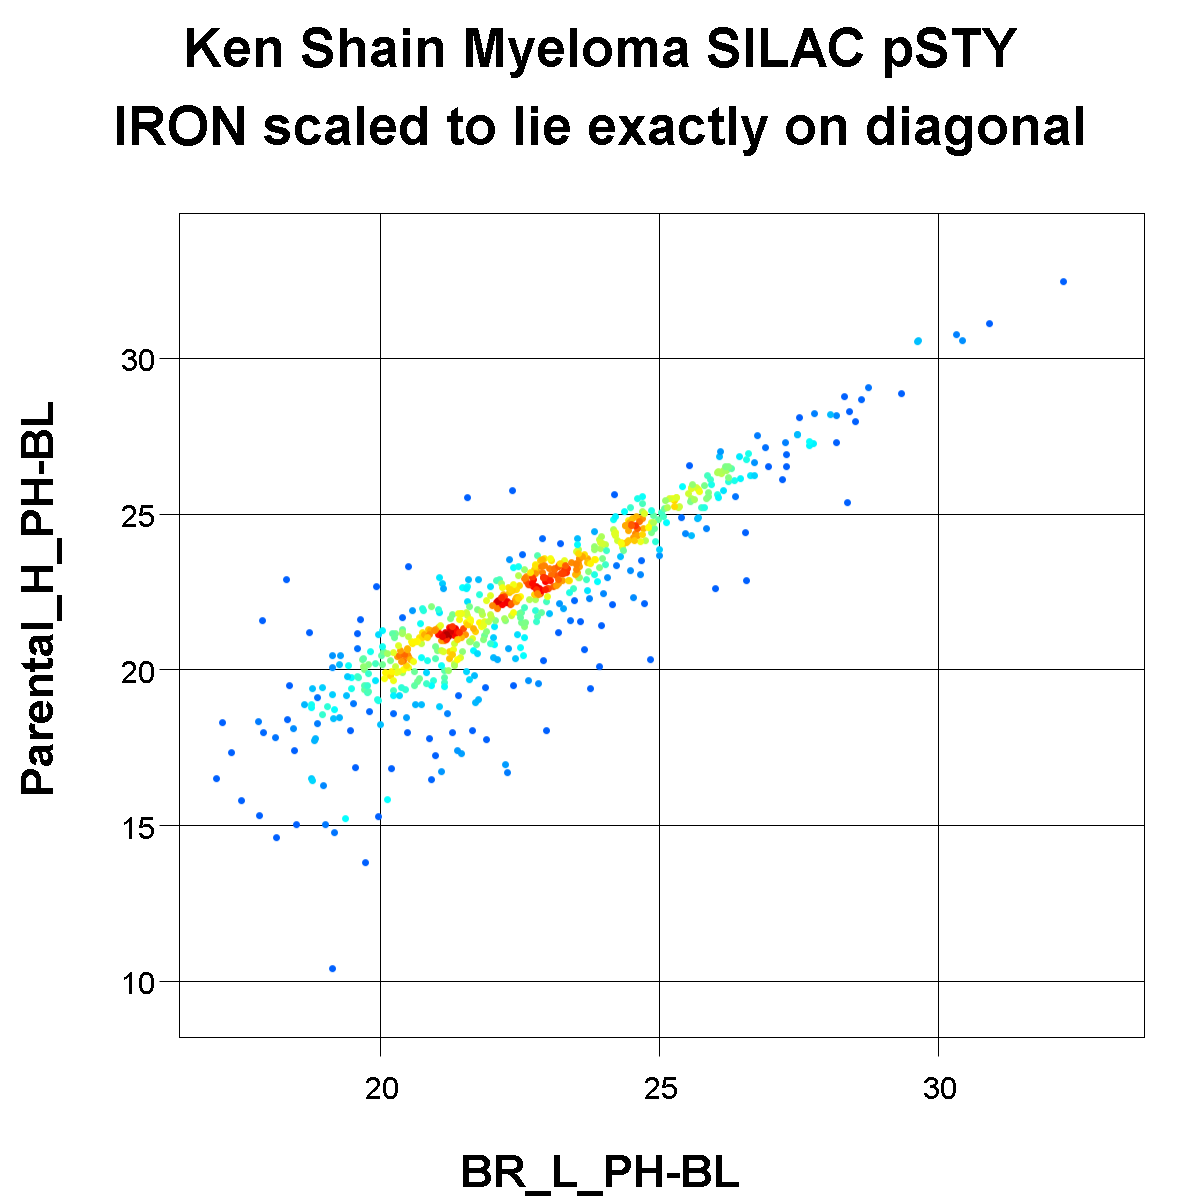 Ken Shain Myeloma SILAC pSTY
IRON scaled to lie exactly on diagonal
Parental_H_PH-BL
30
25
20
15
10
20
25
30
BR_L_PH-BL